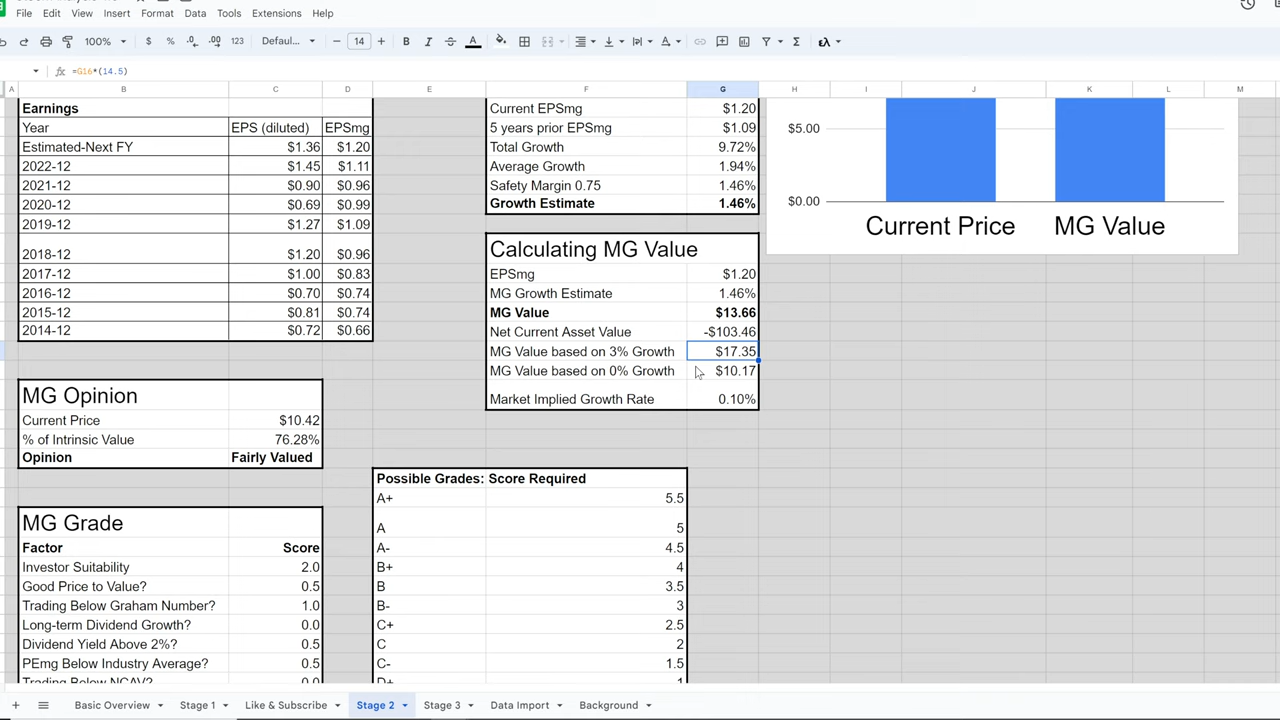 File Edit View Insert Format Data Tools Extensions Help
100% $ % .0 .00 123 Defaul... − 14 + B I A
fx =G16*(14.5)
A B C D E F G H I J K L M
Earnings
Year EPS (diluted) EPSmg
Estimated-Next FY $1.36 $1.20
2022-12 $1.45 $1.11
2021-12 $0.90 $0.96
2020-12 $0.69 $0.99
2019-12 $1.27 $1.09
2018-12 $1.20 $0.96
2017-12 $1.00 $0.83
2016-12 $0.70 $0.74
2015-12 $0.81 $0.74
2014-12 $0.72 $0.66
Current EPSmg $1.20
5 years prior EPSmg $1.09
Total Growth 9.72%
Average Growth 1.94%
Safety Margin 0.75 1.46%
Growth Estimate 1.46%
$5.00
$0.00
Current Price MG Value
Calculating MG Value
EPSmg $1.20
MG Growth Estimate 1.46%
MG Value $13.66
Net Current Asset Value -$103.46
MG Value based on 3% Growth $17.35
MG Value based on 0% Growth $10.17
Market Implied Growth Rate 0.10%
MG Opinion
Current Price $10.42
% of Intrinsic Value 76.28%
Opinion Fairly Valued
MG Grade
Factor Score
Investor Suitability 2.0
Good Price to Value? 0.5
Trading Below Graham Number? 1.0
Long-term Dividend Growth? 0.0
Dividend Yield Above 2%? 0.5
PEmg Below Industry Average? 0.5
Trading Below NCAV? 0.0
Possible Grades: Score Required
A+ 5.5
A 5
A- 4.5
B+ 4
B 3.5
B- 3
C+ 2.5
C 2
C- 1.5
D+ 1
+ Basic Overview Stage 1 Like & Subscribe Stage 2 Stage 3 Data Import Background